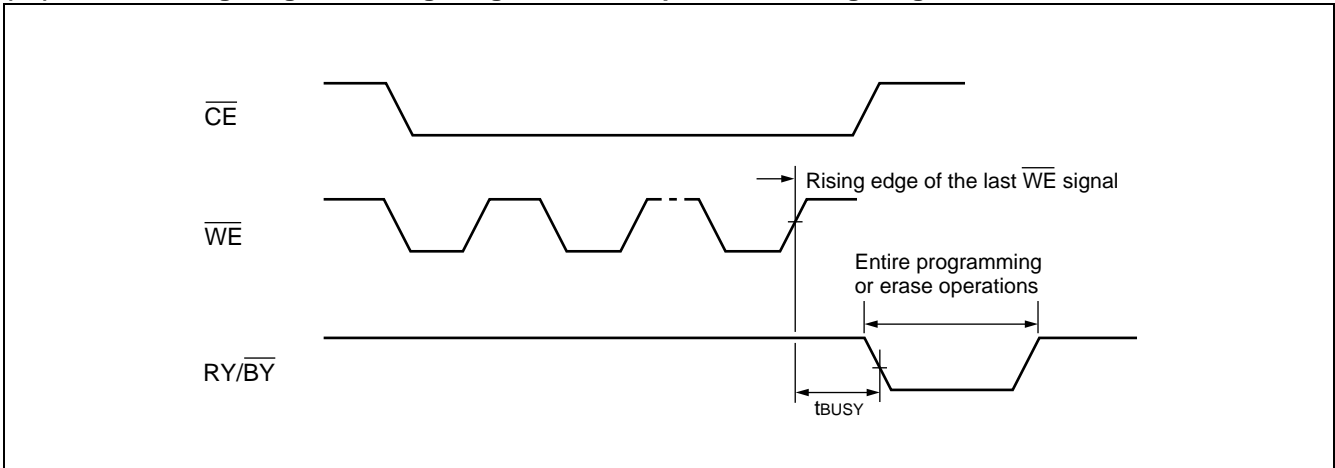 CE
Rising edge of the last WE signal
WE
Entire programming
or erase operations
RY/BY
tBUSY